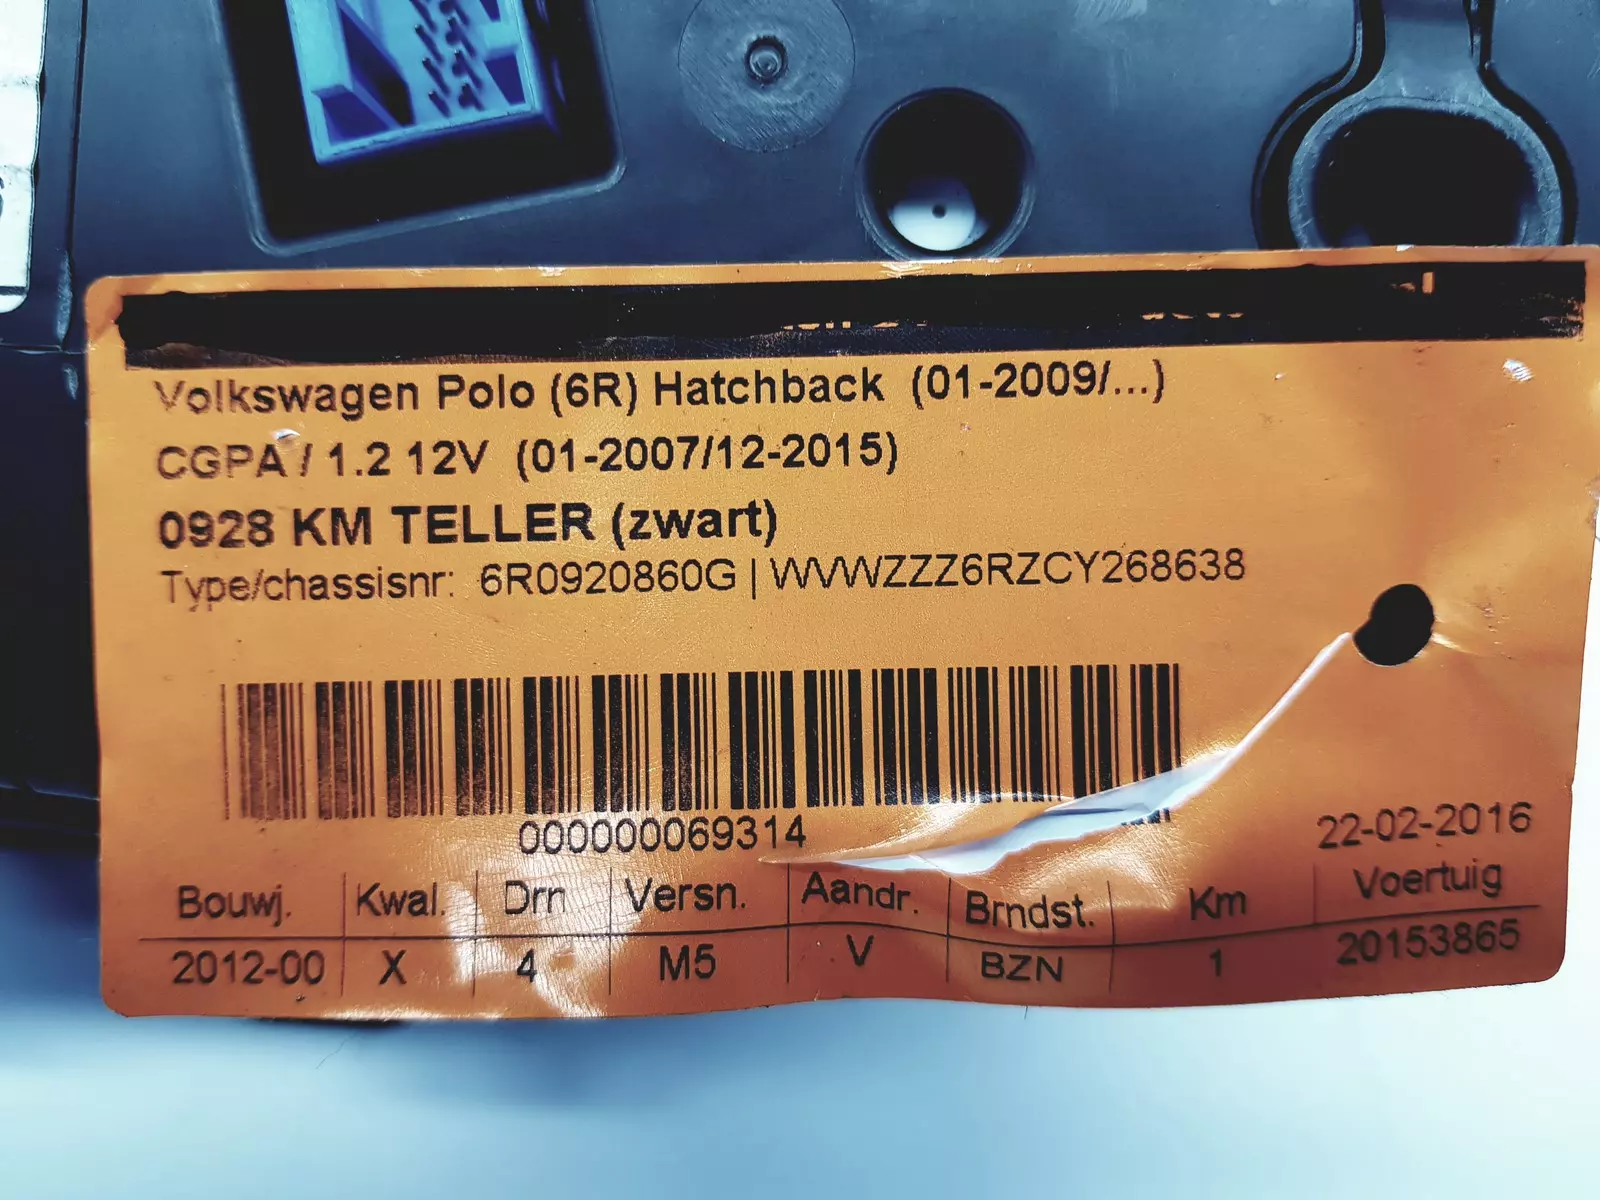 Volkswagen Polo (6R) Hatchback (01-2009/...)
CGPA / 1.2 12V (01-2007/12-2015)
0928 KM TELLER (zwart)
Type/chassisnr: 6R0920860G | WVWZZZ6RZCY268638
000000069314
22-02-2016
Bouwj. Kwal. Drn Versn. Aandr. Brndst. Km Voertuig
2012-00 X 4 M5 V BZN 1 20153865